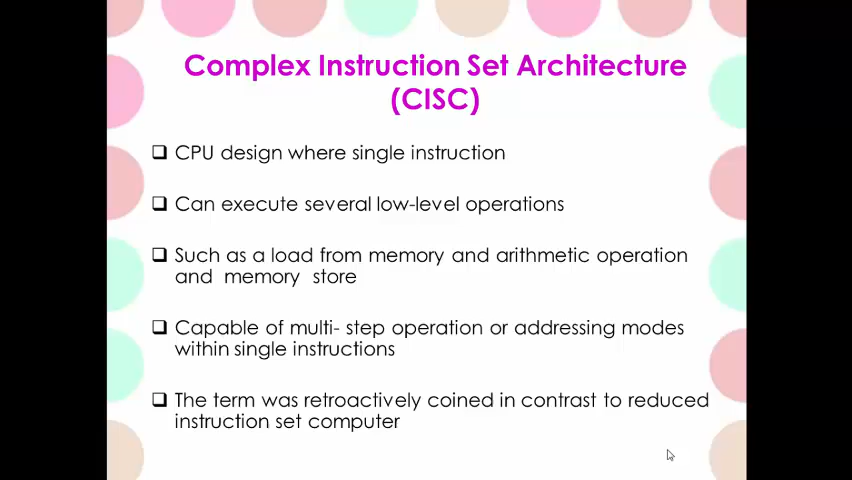 Complex Instruction Set Architecture
(CISC)
CPU design where single instruction
Can execute several low-level operations
Such as a load from memory and arithmetic operation
and memory store
Capable of multi- step operation or addressing modes
within single instructions
The term was retroactively coined in contrast to reduced
instruction set computer